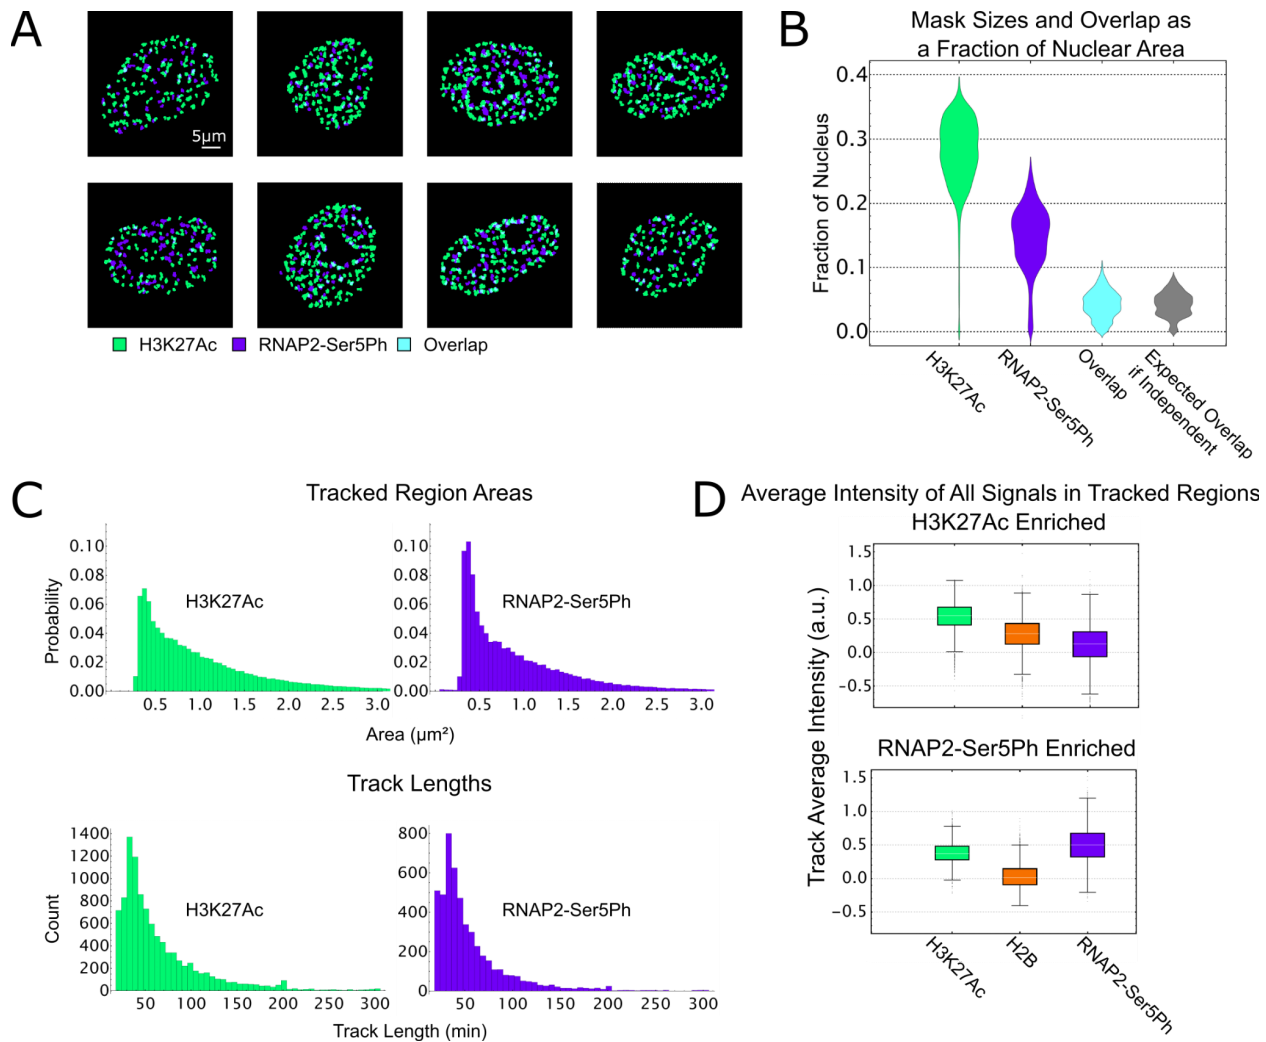 A
5µm
H3K27Ac RNAP2-Ser5Ph Overlap
B
Mask Sizes and Overlap as
a Fraction of Nuclear Area
Fraction of Nucleus
0.4
0.3
0.2
0.1
0.0
H3K27Ac
RNAP2-Ser5Ph
Overlap
Expected Overlap
if Independent
C
Tracked Region Areas
Probability
0.10
0.08
0.06
0.04
0.02
0.00
H3K27Ac
0.5 1.0 1.5 2.0 2.5 3.0
0.10
0.08
0.06
0.04
0.02
0.00
RNAP2-Ser5Ph
0.5 1.0 1.5 2.0 2.5 3.0
Area (µm²)
Track Lengths
Count
1400
1200
1000
800
600
400
200
0
H3K27Ac
50 100 150 200 250 300
800
600
400
200
0
RNAP2-Ser5Ph
50 100 150 200 250 300
Track Length (min)
D
Average Intensity of All Signals in Tracked Regions
H3K27Ac Enriched
Track Average Intensity (a.u.)
1.5
1.0
0.5
0.0
−0.5
RNAP2-Ser5Ph Enriched
1.5
1.0
0.5
0.0
−0.5
H3K27Ac
H2B
RNAP2-Ser5Ph